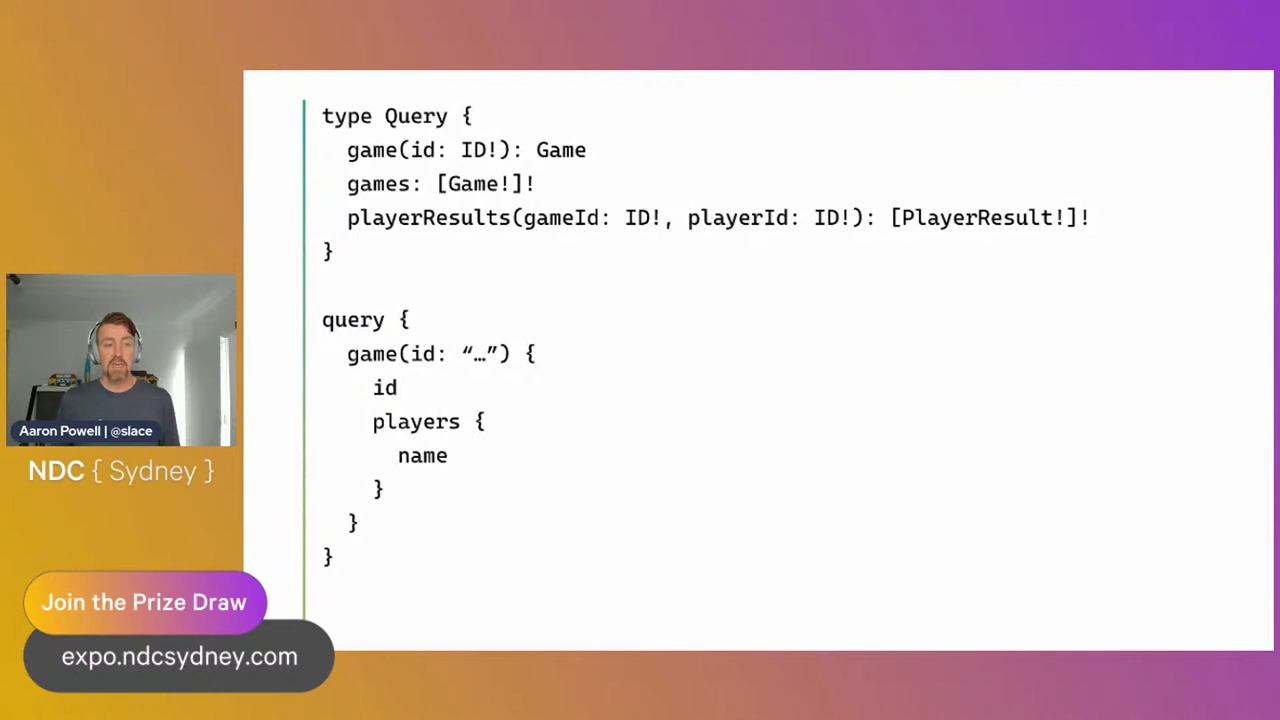 type Query {
game(id: ID!): Game
games: [Game!]!
playerResults(gameId: ID!, playerId: ID!): [PlayerResult!]!
}
query {
game(id: “…”) {
id
players {
name
}
}
}
Aaron Powell | @slace
NDC { Sydney }
Join the Prize Draw
expo.ndcsydney.com